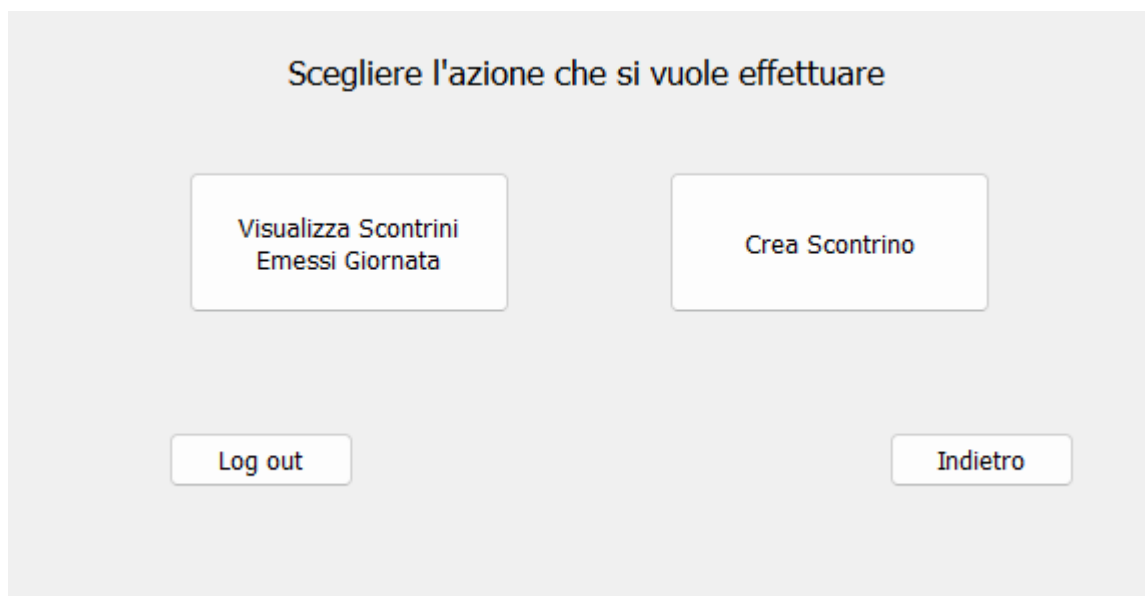 Scegliere l'azione che si vuole effettuare
Visualizza Scontrini
Emessi Giornata
Crea Scontrino
Log out
Indietro